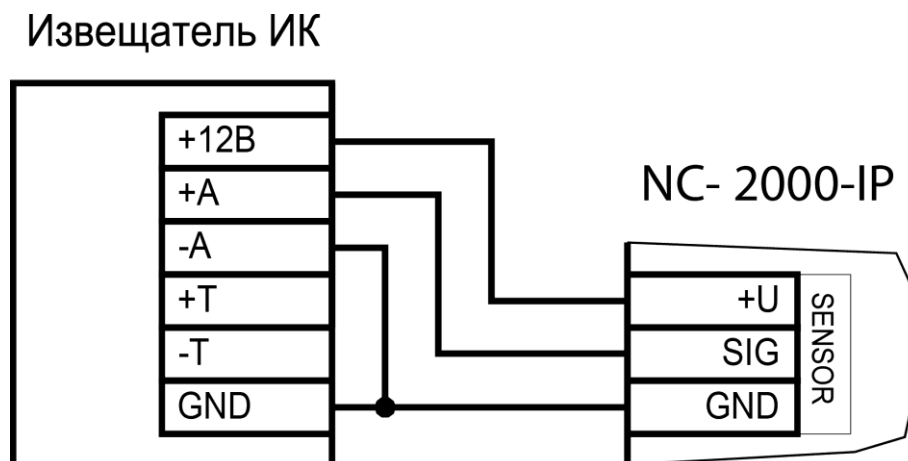 Извещатель ИК
+12В
+А
-А
+Т
-Т
GND
NC- 2000-IP
+U
SIG
GND
SENSOR